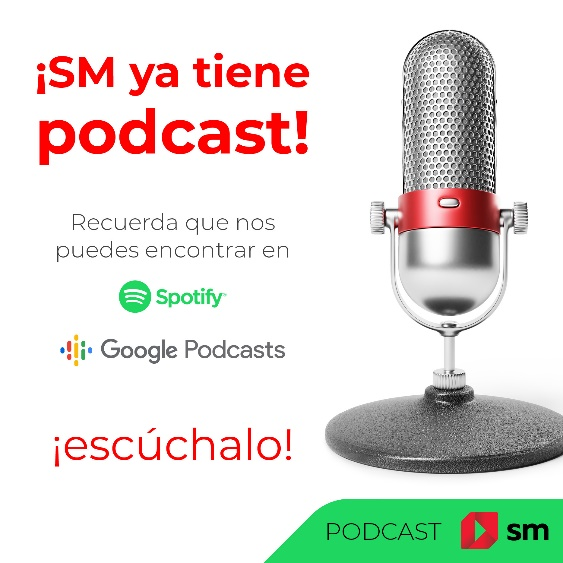 ¡SM ya tiene
podcast!
Recuerda que nos
puedes encontrar en
Spotify
Google Podcasts
¡escúchalo!
PODCAST sm